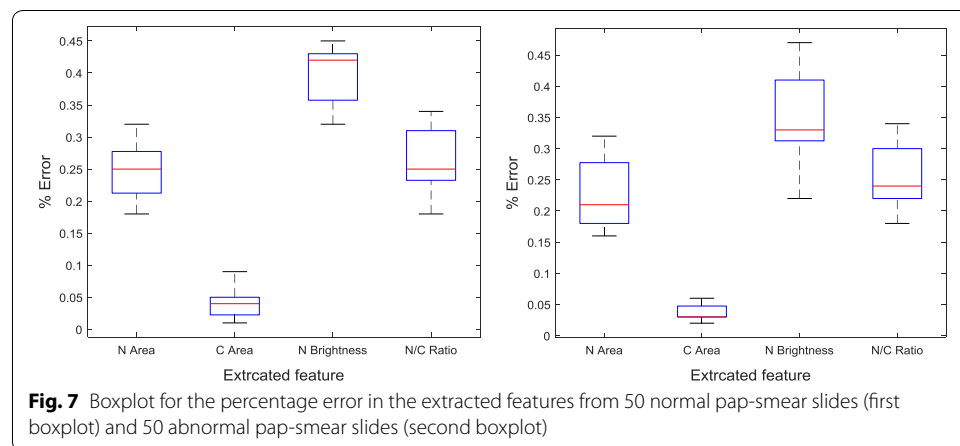 0.45
0.4
0.35
0.3
0.25
0.2
0.15
0.1
0.05
0
% Error
N Area C Area N Brightness N/C Ratio
Extrcated feature
0.45
0.4
0.35
0.3
0.25
0.2
0.15
0.1
0.05
0
% Error
N Area C Area N Brightness N/C Ratio
Extrcated feature
Fig. 7 Boxplot for the percentage error in the extracted features from 50 normal pap-smear slides (first
boxplot) and 50 abnormal pap-smear slides (second boxplot)